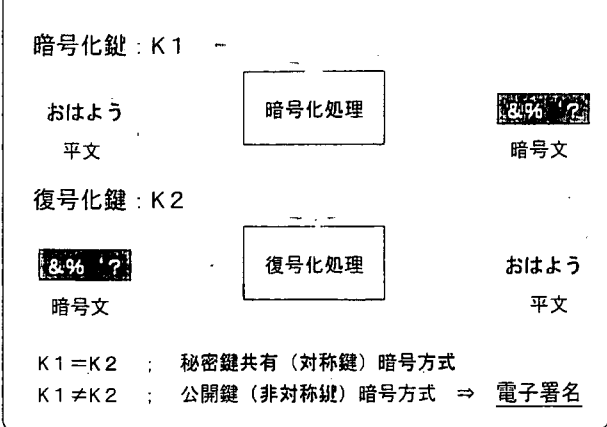 暗号化鍵：K1
おはよう 暗号化処理 &%'?
平文 暗号文
復号化鍵：K2
&%'? 復号化処理 おはよう
暗号文 平文
K1＝K2 ； 秘密鍵共有（対称鍵）暗号方式
K1≠K2 ； 公開鍵（非対称鍵）暗号方式 ⇒ 電子署名